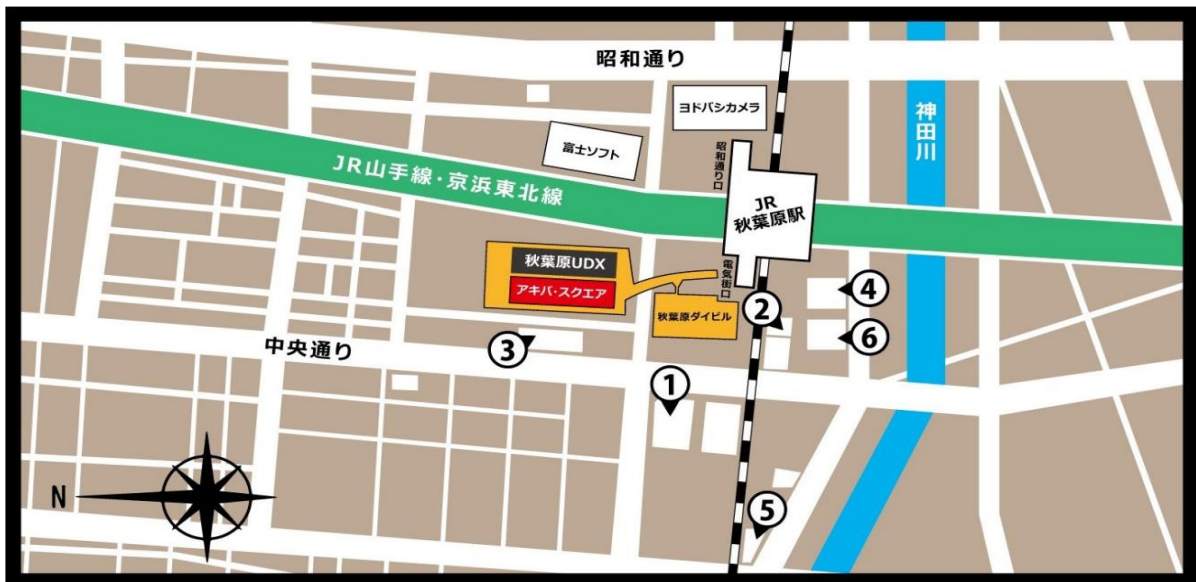 昭和通り
ヨドバシカメラ
神田川
富士ソフト
昭和通り口
JR山手線・京浜東北線
JR
秋葉原駅
秋葉原UDX
アキバ・スクエア
電気街口
秋葉原ダイビル
④
②
⑥
③
中央通り
①
N
⑤